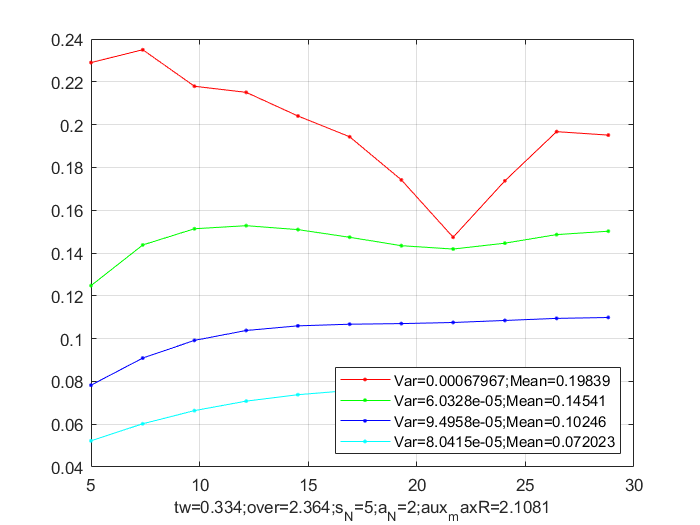 0.24
0.22
0.2
0.18
0.16
0.14
0.12
0.1
0.08
0.06
0.04
Var=0.00067967;Mean=0.19839
Var=6.0328e-05;Mean=0.14541
Var=9.4958e-05;Mean=0.10246
Var=8.0415e-05;Mean=0.072023
5 10 15 20 25 30
tw=0.334;over=2.364;s_N=5;a_N=2;aux_maxR=2.1081